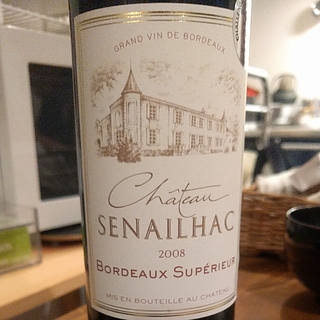 GRAND VIN DE BORDEAUX
Château
SENAILHAC
2008
BORDEAUX SUPÉRIEUR
MIS EN BOUTEILLE AU CHATEAU